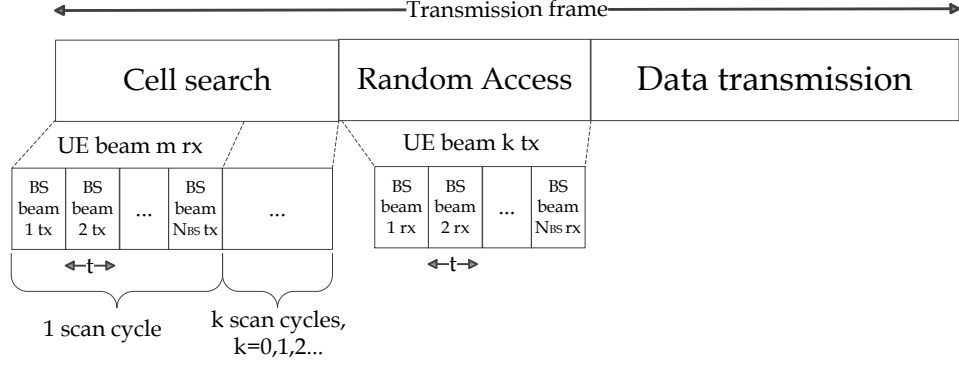 Transmission frame
Cell search
Random Access
Data transmission
UE beam m rx
UE beam k tx
BS
beam
1 tx
BS
beam
2 tx
...
BS
beam
NBS tx
...
BS
beam
1 rx
BS
beam
2 rx
...
BS
beam
NBS rx
t
t
1 scan cycle
k scan cycles,
k=0,1,2...